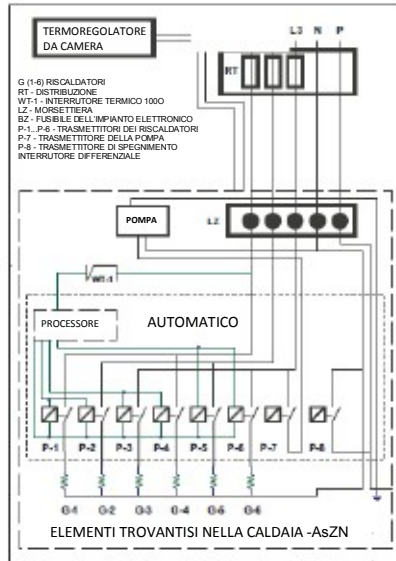 TERMOREGOLATORE
DA CAMERA
L3 N P
RT
G (1-6) RISCALDATORI
RT - DISTRIBUZIONE
WT-1 - INTERRUTORE TERMICO 100O
LZ - MORSETTIERA
BZ - FUSIBILE DELL'IMPIANTO ELETTRONICO
P-1...P-6 - TRASMETTITORI DEI RISCALDATORI
P-7 - TRASMETTITORE DELLA POMPA
P-8 - TRASMETTORE DI SPEGNIMENTO
INTERRUTORE DIFFERENZIALE
POMPA
LZ
WT-1
PROCESSORE
AUTOMATICO
P-1 P-2 P-3 P-4 P-5 P-6 P-7 P-8
G-1 G-2 G-3 G-4 G-5 G-6
ELEMENTI TROVANTISI NELLA CALDAIA -AsZN